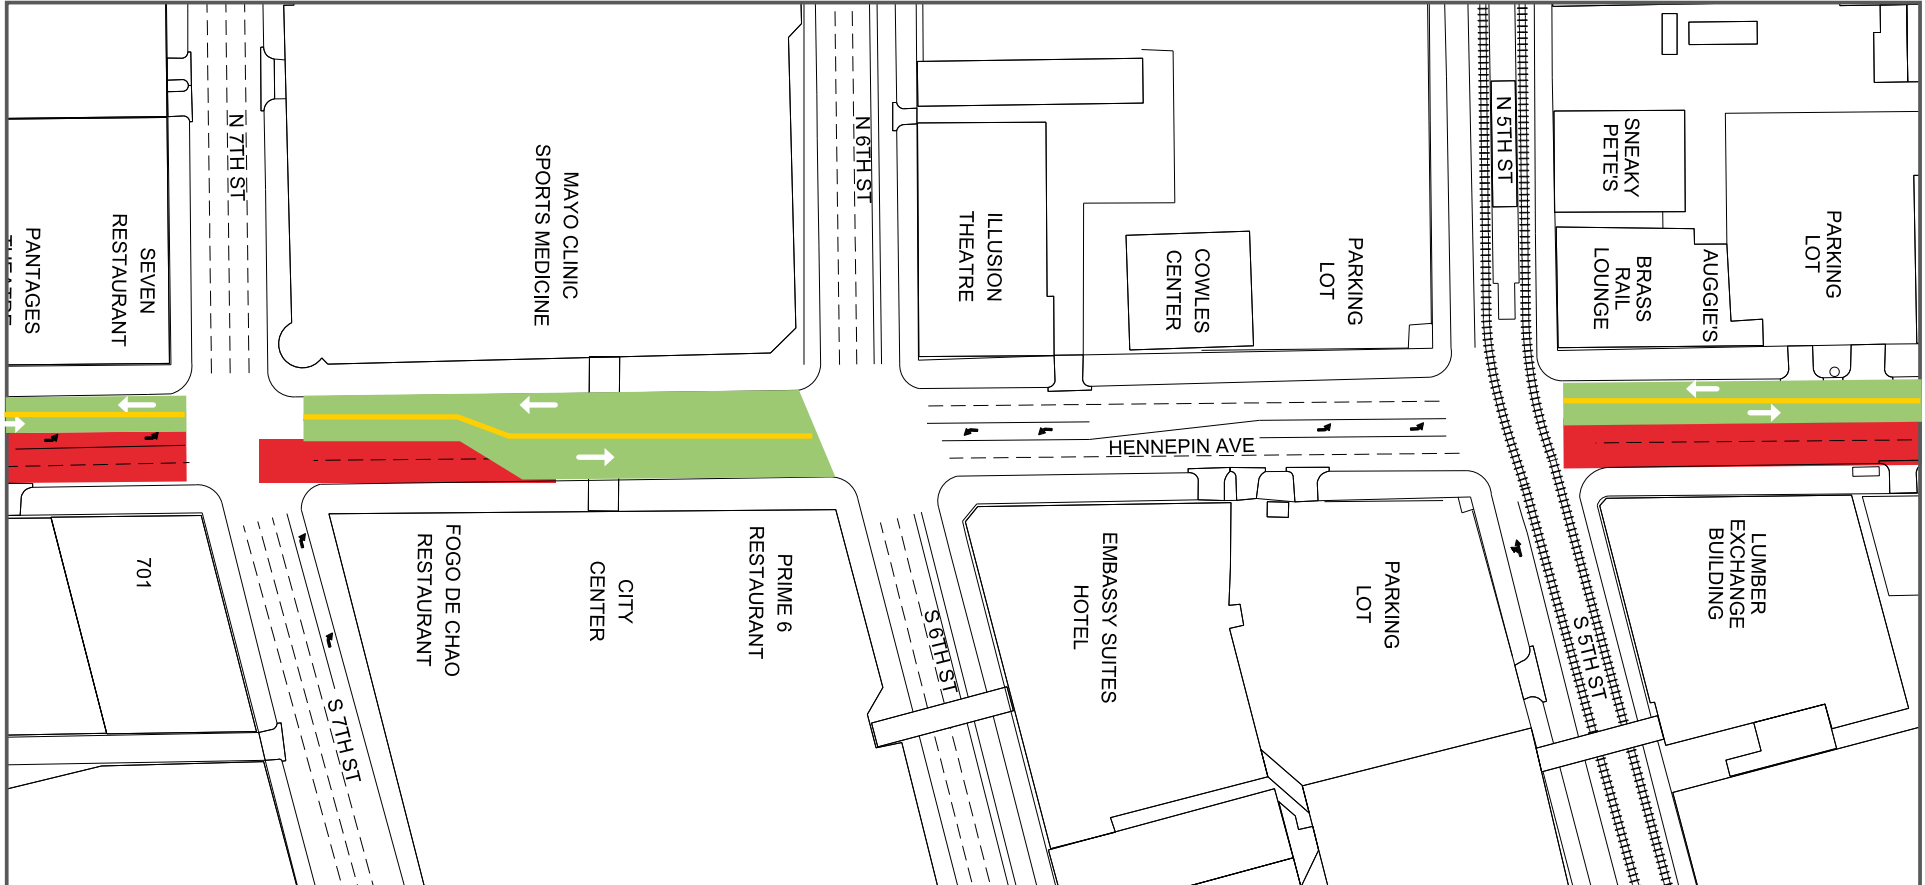 N 7TH ST
N 6TH ST
N 5TH ST
PANTAGES
SEVEN
RESTAURANT
MAYO CLINIC
SPORTS MEDICINE
ILLUSION
THEATRE
COWLES
CENTER
PARKING
LOT
SNEAKY
PETE'S
BRASS
RAIL
LOUNGE
AUGGIE'S
PARKING
LOT
HENNEPIN AVE
701
S 7TH ST
FOGO DE CHAO
RESTAURANT
CITY
CENTER
PRIME 6
RESTAURANT
S 6TH ST
EMBASSY SUITES
HOTEL
PARKING
LOT
S 5TH ST
LUMBER
EXCHANGE
BUILDING